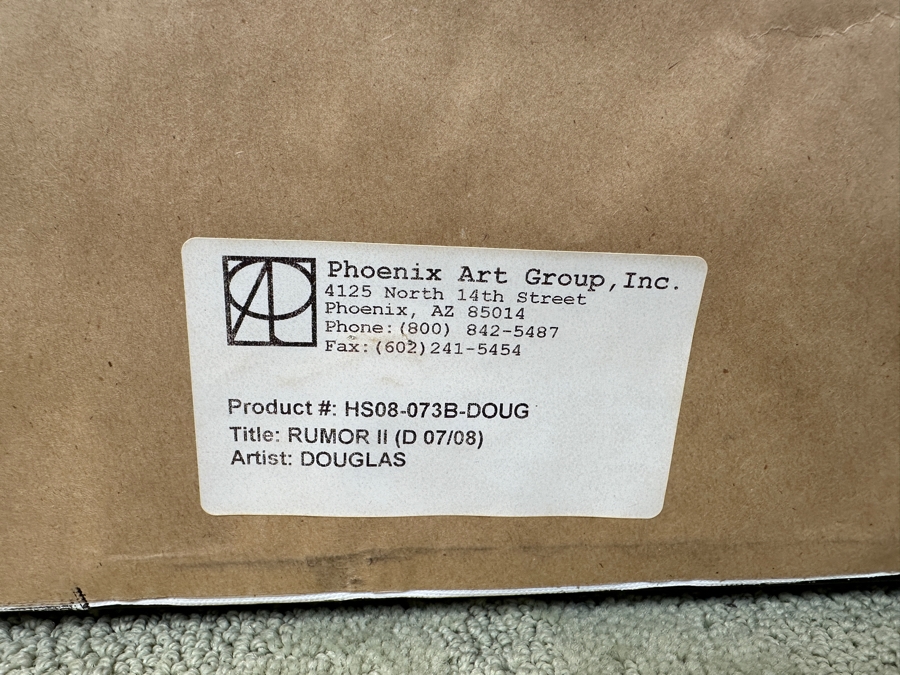 Phoenix Art Group,Inc.
4125 North 14th Street
Phoenix, AZ 85014
Phone:(800) 842-5487
Fax:(602)241-5454
Product #: HS08-073B-DOUG
Title: RUMOR II (D 07/08)
Artist: DOUGLAS